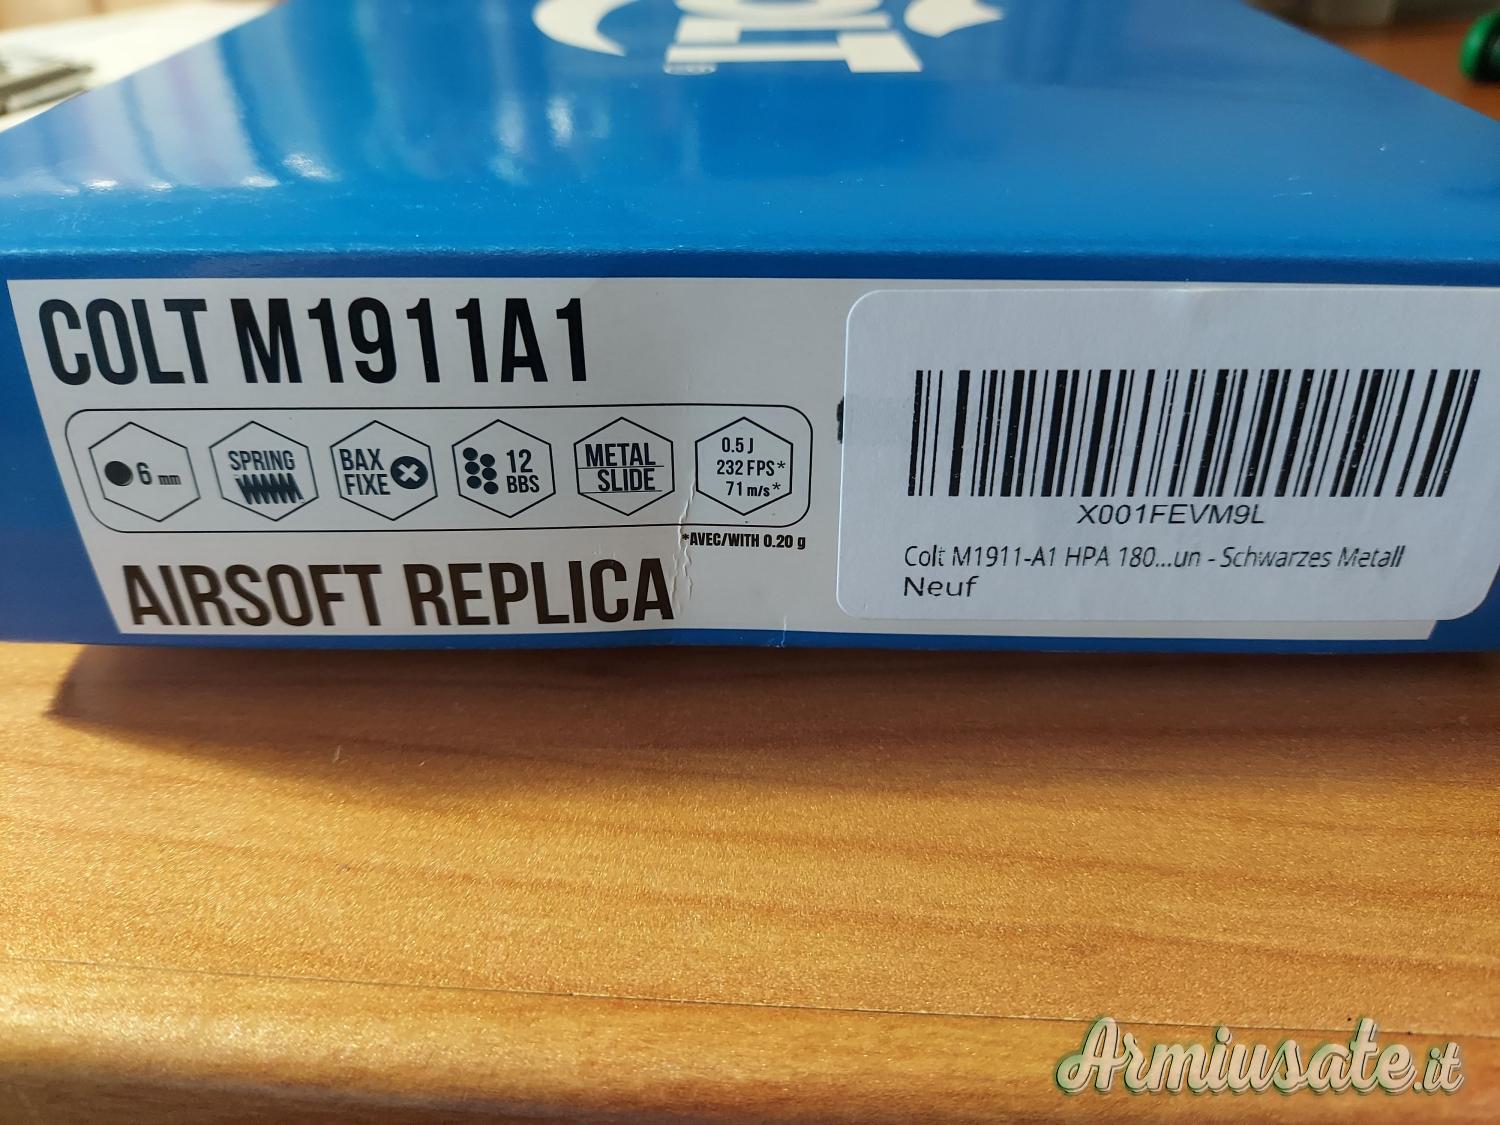 COLT
COLT M1911A1
6 mm
SPRING
BAX
FIXE
12
BBS
METAL
SLIDE
0.5 J
232 FPS*
71 m/s*
*AVEC/WITH 0.20 g
AIRSOFT REPLICA
X001FEVM9L
Colt M1911-A1 HPA 180...un - Schwarzes Metall
Neuf
Armiusate.it